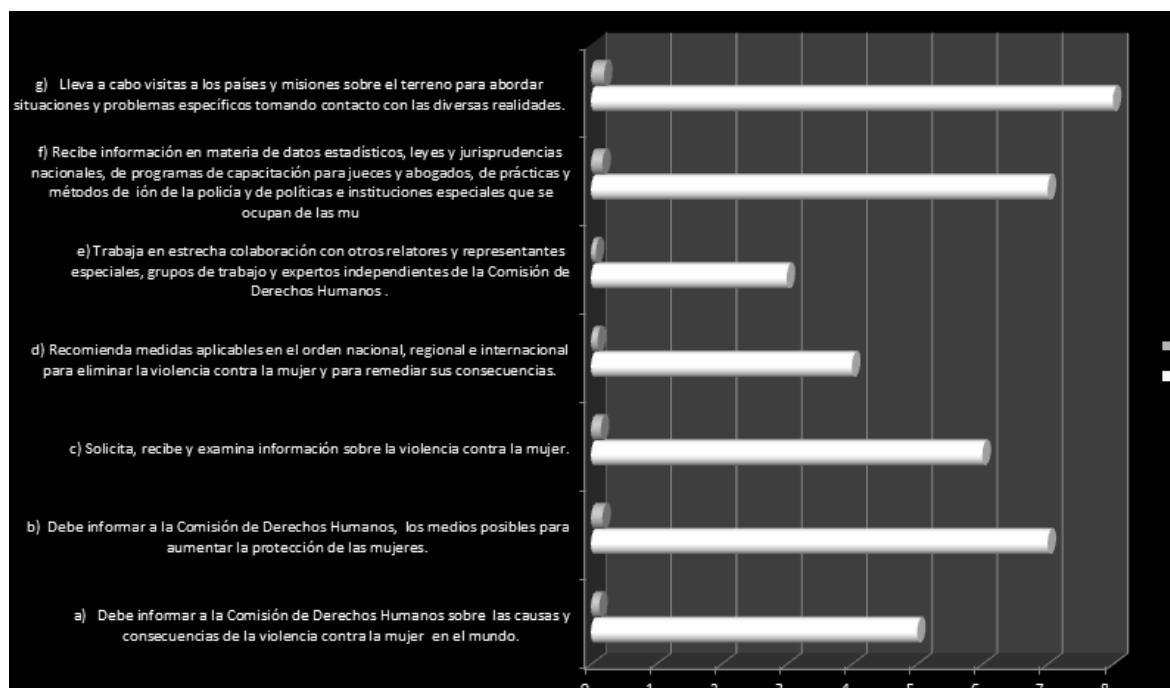 g) Lleva a cabo visitas a los países y misiones sobre el terreno para abordar
situaciones y problemas específicos tomando contacto con las diversas realidades.
f) Recibe información en materia de datos estadísticos, leyes y jurisprudencias
nacionales, de programas de capacitación para jueces y abogados, de prácticas y
métodos de ión de la policía y de políticas e instituciones especiales que se
ocupan de las mu
e) Trabaja en estrecha colaboración con otros relatores y representantes
especiales, grupos de trabajo y expertos independientes de la Comisión de
Derechos Humanos .
d) Recomienda medidas aplicables en el orden nacional, regional e internacional
para eliminar la violencia contra la mujer y para remediar sus consecuencias.
c) Solicita, recibe y examina información sobre la violencia contra la mujer.
b) Debe informar a la Comisión de Derechos Humanos, los medios posibles para
aumentar la protección de las mujeres.
a) Debe informar a la Comisión de Derechos Humanos sobre las causas y
consecuencias de la violencia contra la mujer en el mundo.
0 1 2 3 4 5 6 7 8